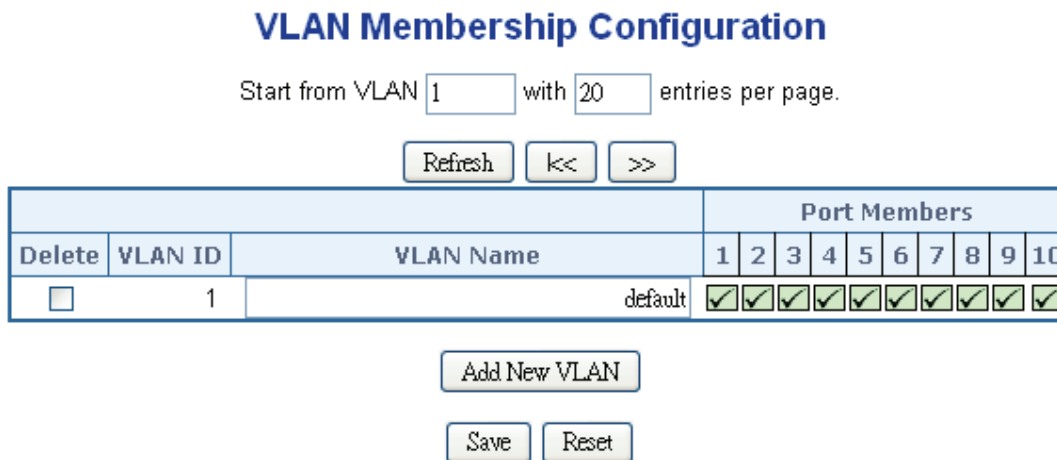 VLAN Membership Configuration
Start from VLAN 1 with 20 entries per page.
Refresh |<< >>
Port Members
Delete VLAN ID VLAN Name 1 2 3 4 5 6 7 8 9 10
1 default
Add New VLAN
Save Reset